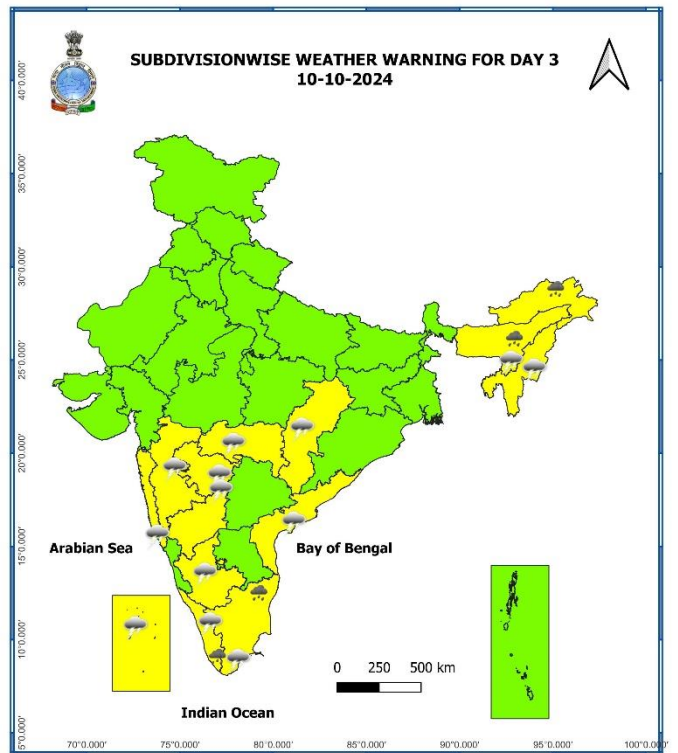 SUBDIVISIONWISE WEATHER WARNING FOR DAY 3
10-10-2024
40°0.000'
35°0.000'
30°0.000'
25°0.000'
20°0.000'
15°0.000'
10°0.000'
5°0.000'
Arabian Sea
Bay of Bengal
0 250 500 km
Indian Ocean
70°0.000' 75°0.000' 80°0.000' 85°0.000' 90°0.000' 95°0.000' 100°0.000'